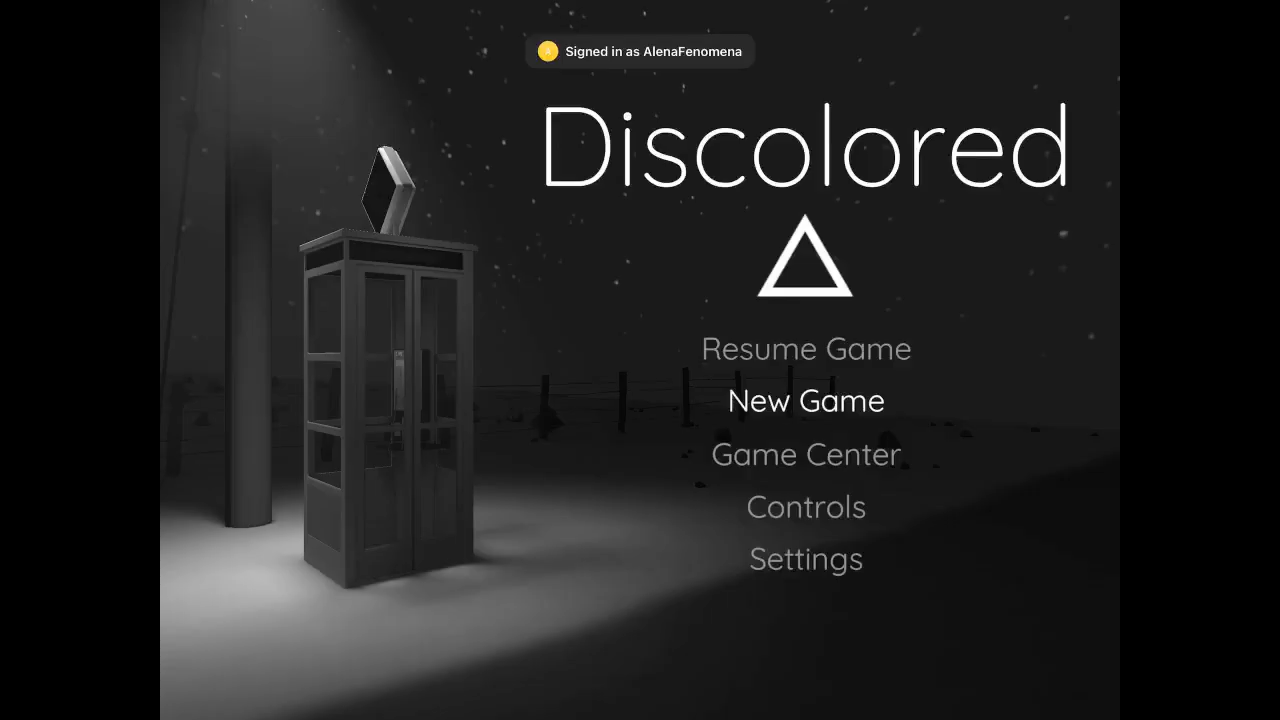 Signed in as AlenaFenomena
Discolored
Resume Game
New Game
Game Center
Controls
Settings